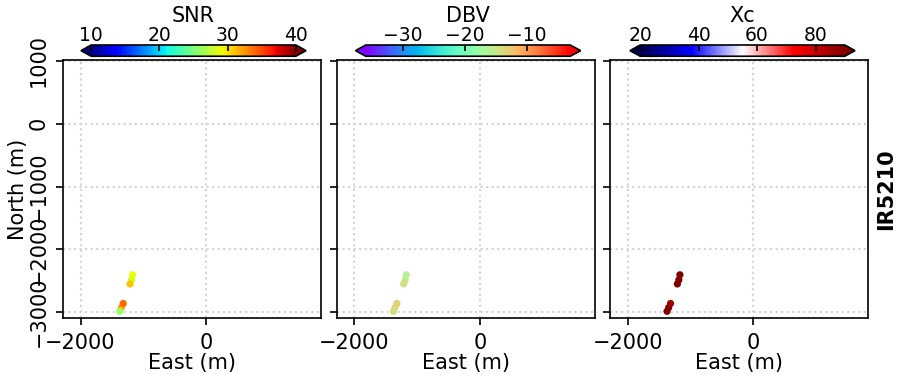 SNR DBV Xc
10 20 30 40 −30 −20 −10 20 40 60 80
1000
0
−1000
−2000
−3000
North (m)
IR5210
−2000 0 −2000 0 −2000 0
East (m) East (m) East (m)